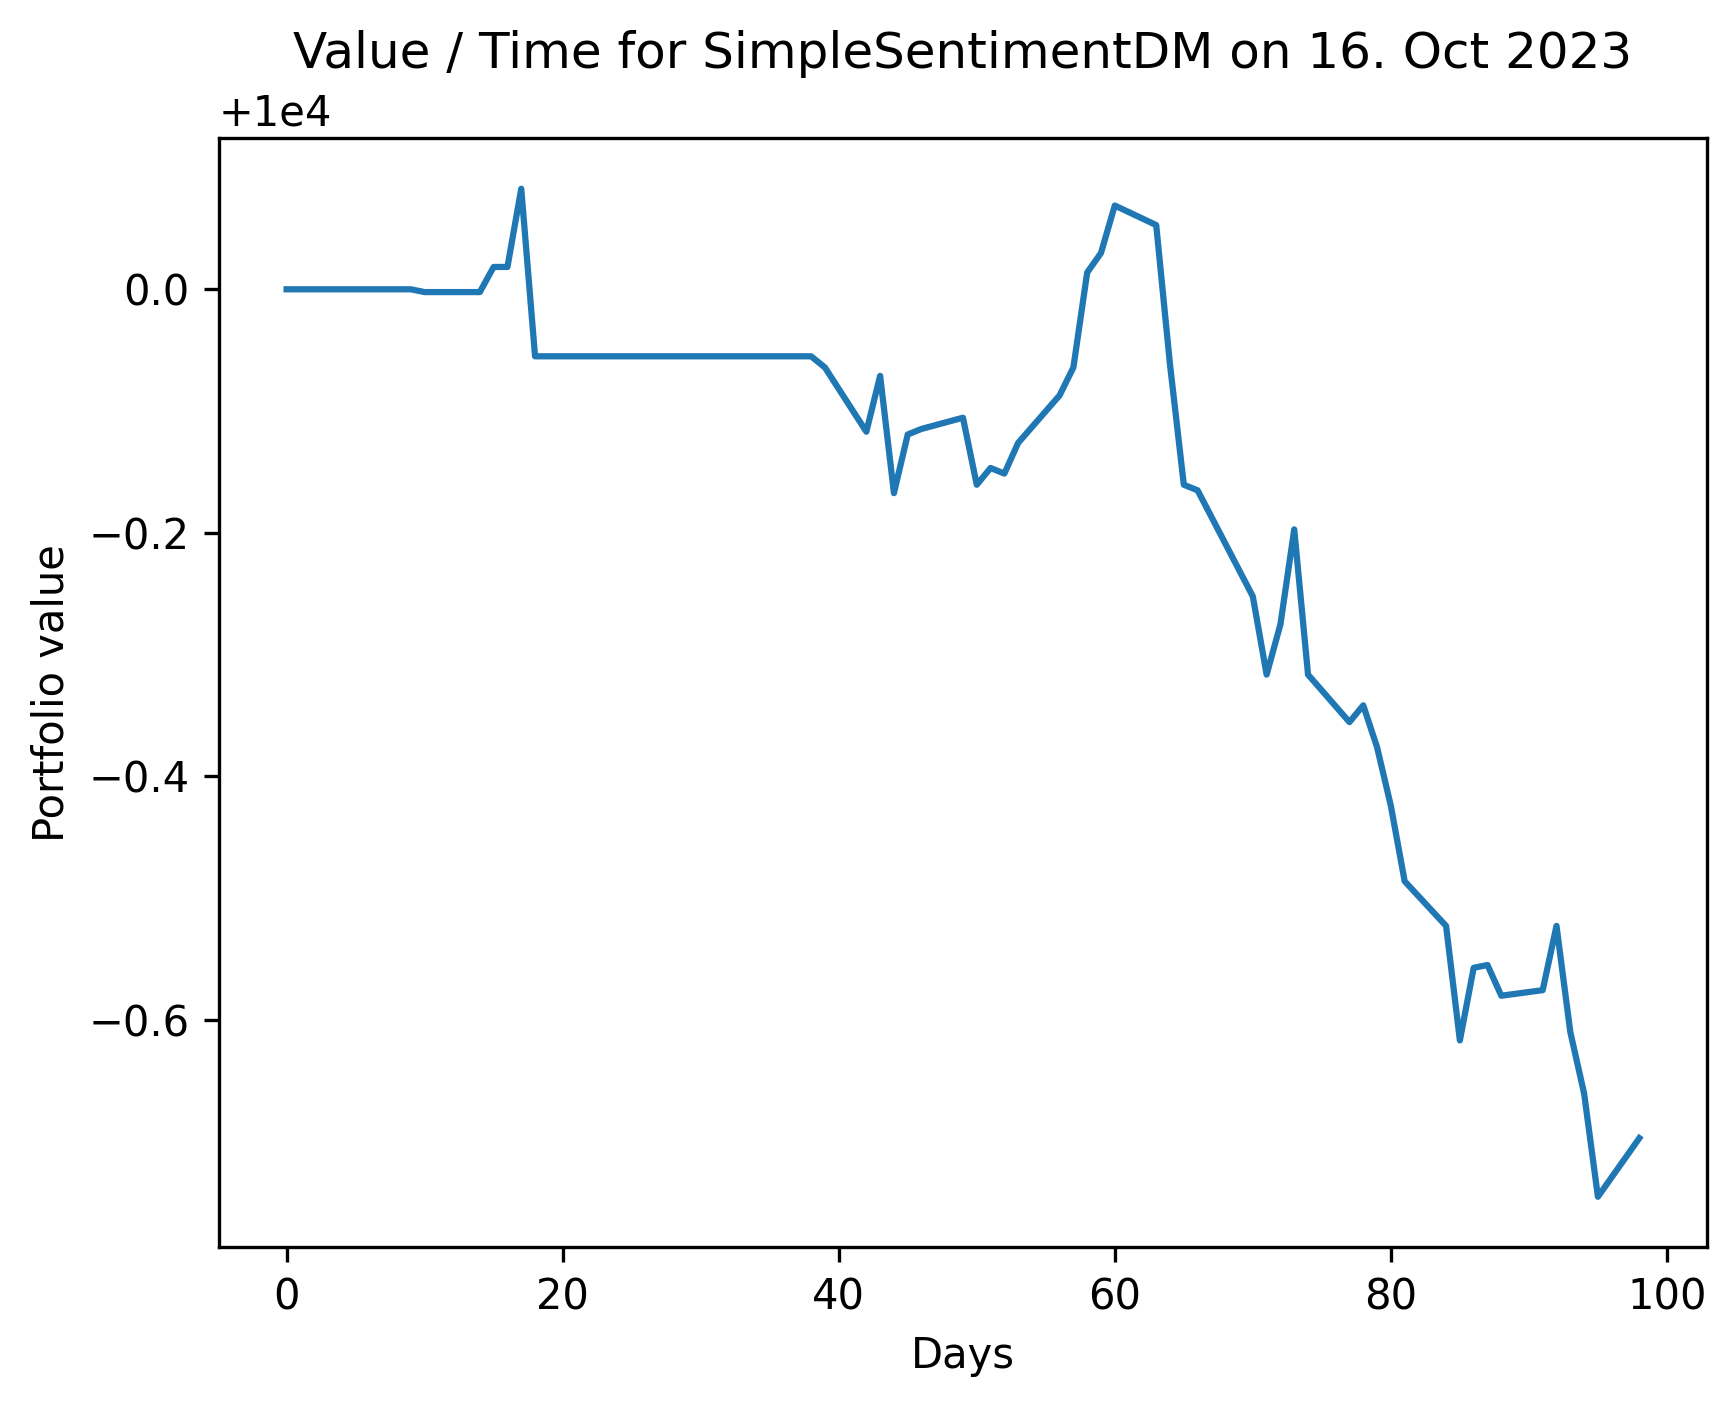 Value / Time for SimpleSentimentDM on 16. Oct 2023
+1e4
0.0
−0.2
−0.4
−0.6
Portfolio value
0 20 40 60 80 100
Days